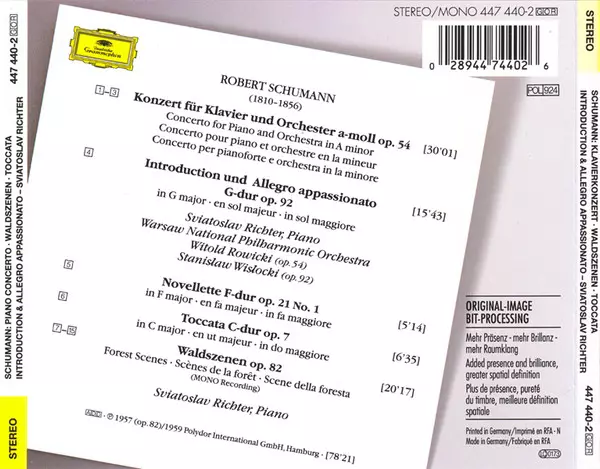 SCHUMANN: PIANO CONCERTO · WALDSZENEN · TOCCATA
INTRODUCTION & ALLEGRO APPASSIONATO – SVIATOSLAV RICHTER
447 440-2 GOR
STEREO
Deutsche
Grammophon
STEREO/MONO 447 440-2 GOR
0 28944 74402 6
POL 924
ROBERT SCHUMANN
(1810-1856)
1 - 3
Konzert für Klavier und Orchester a-moll op. 54
Concerto for Piano and Orchestra in A minor [30'01]
Concerto pour piano et orchestre en la mineur
Concerto per pianoforte e orchestra in la minore
4
Introduction und Allegro appassionato
G-dur op. 92 [15'43]
in G major · en sol majeur · in sol maggiore
Sviatoslav Richter, Piano
Warsaw National Philharmonic Orchestra
Witold Rowicki (op. 54)
Stanisław Wisłocki (op. 92)
5
Novellette F-dur op. 21 No. 1
in F major · en fa majeur · in fa maggiore [5'14]
6
Toccata C-dur op. 7
in C major · en ut majeur · in do maggiore [6'35]
7 - 15
Waldszenen op. 82
Forest Scenes · Scènes de la forêt · Scene della foresta [20'17]
(MONO Recording)
Sviatoslav Richter, Piano
ADD ℗ 1957 (op. 82)/1959 Polydor International GmbH, Hamburg · [78'21]
ORIGINAL-IMAGE
BIT-PROCESSING
Mehr Präsenz · mehr Brillanz ·
mehr Raumklang
Added presence and brilliance,
greater spatial definition
Plus de présence, pureté
du timbre, meilleure définition
spatiale
Printed in Germany/Imprimé en RFA - N
Made in Germany/Fabriqué en RFA
STEREO
SCHUMANN: KLAVIERKONZERT · WALDSZENEN · TOCCATA
INTRODUCTION & ALLEGRO APPASSIONATO – SVIATOSLAV RICHTER
447 440-2 GOR
STEREO